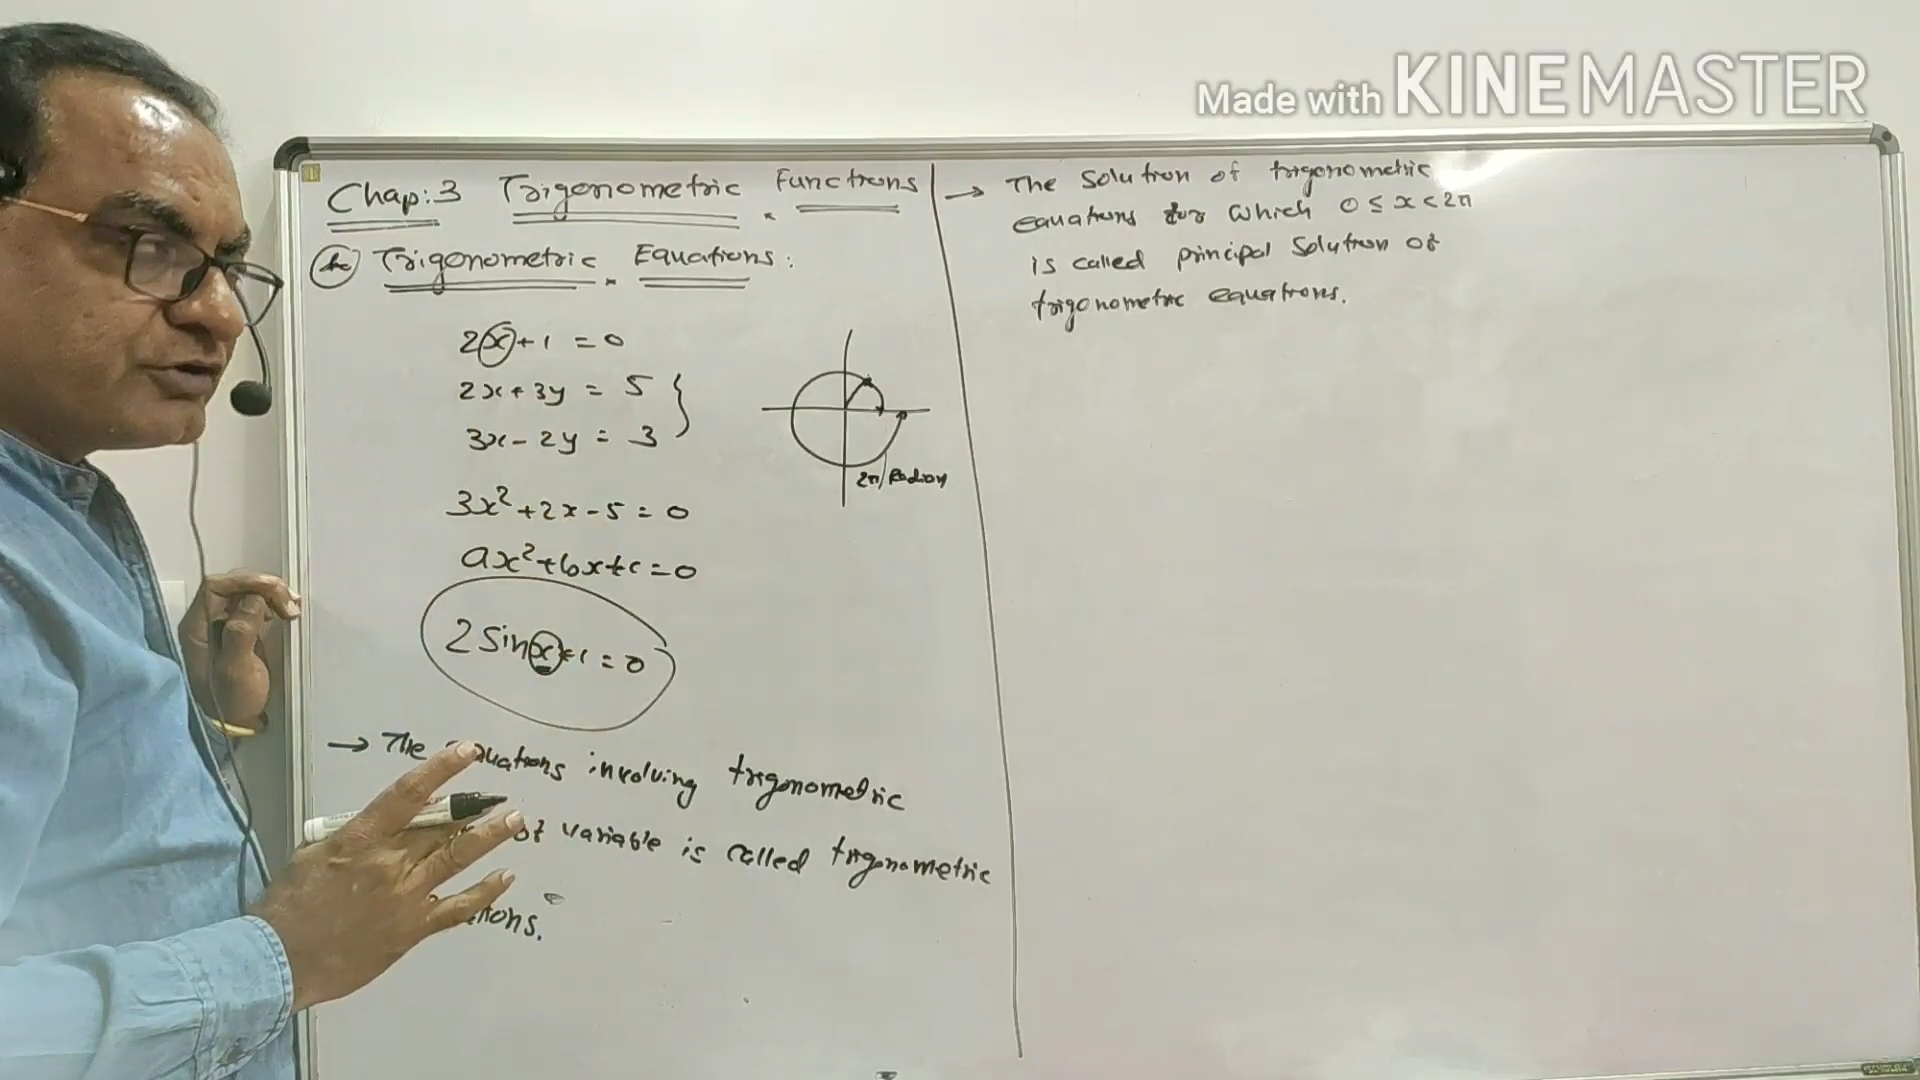 Made with KINEMASTER
Chap:3 Trigonometric Functions
Trigonometric Equations:
2x+1 = 0
2x+3y = 5
3x-2y = 3
2π Radian
3x²+2x-5=0
ax²+bx+c=0
2 Sinx+1=0
→ The equations involving trigonometric
of variable is called trigonometric
→ The Solution of trigonometric
equations for which 0 ≤ x < 2π
is called principal solution of
trigonometric equations.